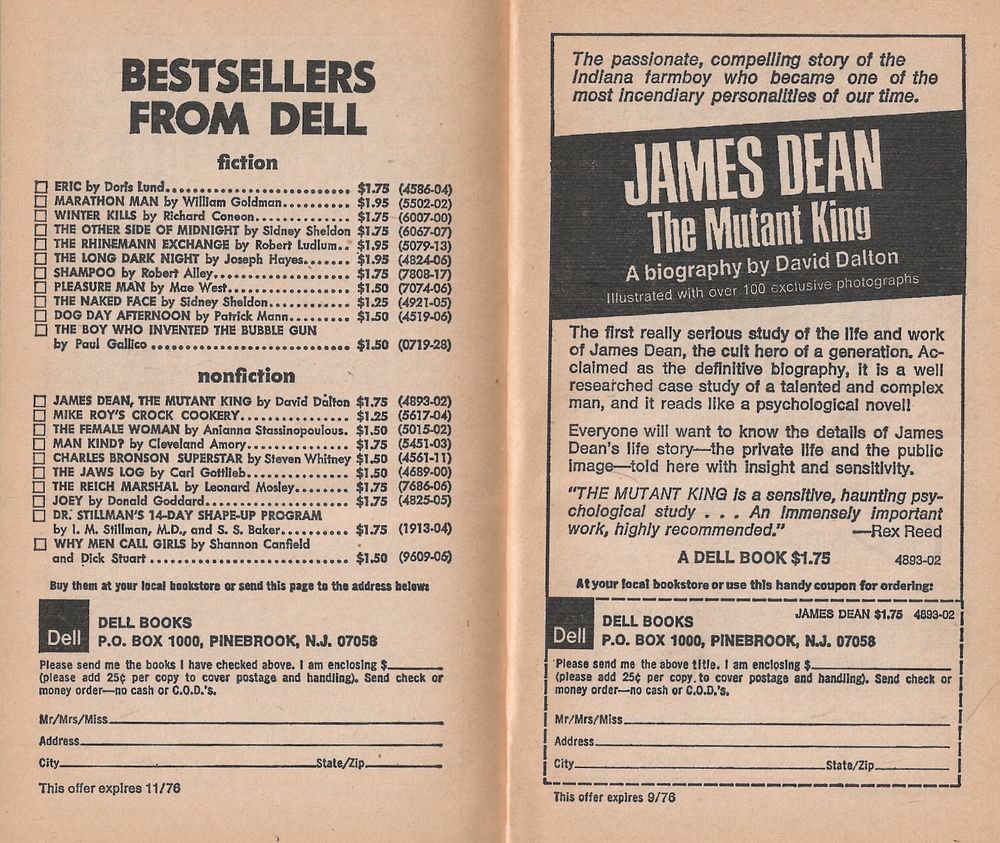 BESTSELLERS
FROM DELL
fiction
ERIC by Doris Lund............................ $1.75 (4586-04)
MARATHON MAN by William Goldman.......... $1.95 (5502-02)
WINTER KILLS by Richard Coneon.............. $1.75 (6007-00)
THE OTHER SIDE OF MIDNIGHT by Sidney Sheldon $1.75 (6067-07)
THE RHINEMANN EXCHANGE by Robert Ludlum.. $1.95 (5079-13)
THE LONG DARK NIGHT by Joseph Hayes....... $1.95 (4824-06)
SHAMPOO by Robert Alley.................... $1.75 (7808-17)
PLEASURE MAN by Mae West.................. $1.50 (7074-06)
THE NAKED FACE by Sidney Sheldon............ $1.25 (4921-05)
DOG DAY AFTERNOON by Patrick Mann......... $1.50 (4519-06)
THE BOY WHO INVENTED THE BUBBLE GUN
by Paul Gallico .............................. $1.50 (0719-28)
nonfiction
JAMES DEAN, THE MUTANT KING by David Dalton $1.75 (4893-02)
MIKE ROY'S CROCK COOKERY................ $1.25 (5617-04)
THE FEMALE WOMAN by Arianna Stassinopoulous. $1.50 (5015-02)
MAN KIND? by Cleveland Amory............... $1.75 (5451-03)
CHARLES BRONSON SUPERSTAR by Steven Whitney $1.50 (4561-11)
THE JAWS LOG by Carl Gottlieb............... $1.50 (4689-00)
THE REICH MARSHAL by Leonard Mosley........ $1.75 (7686-06)
JOEY by Donald Goddard...................... $1.75 (4825-05)
DR. STILLMAN'S 14-DAY SHAPE-UP PROGRAM
by I. M. Stillman, M.D., and S. S. Baker.......... $1.75 (1913-04)
WHY MEN CALL GIRLS by Shannon Canfield
and Dick Stuart .............................. $1.50 (9609-06)
Buy them at your local bookstore or send this page to the address below:
Dell
DELL BOOKS
P.O. BOX 1000, PINEBROOK, N.J. 07058
Please send me the books I have checked above. I am enclosing $
(please add 25¢ per copy to cover postage and handling). Send check or
money order—no cash or C.O.D.'s.
Mr/Mrs/Miss
Address
City State/Zip
This offer expires 11/76
The passionate, compelling story of the
Indiana farmboy who became one of the
most incendiary personalities of our time.
JAMES DEAN
The Mutant King
A biography by David Dalton
Illustrated with over 100 exclusive photographs
The first really serious study of the life and work
of James Dean, the cult hero of a generation. Ac-
claimed as the definitive biography, it is a well
researched case study of a talented and complex
man, and it reads like a psychological novel!
Everyone will want to know the details of James
Dean's life story—the private life and the public
image—told here with insight and sensitivity.
"THE MUTANT KING is a sensitive, haunting psy-
chological study . . . An immensely important
work, highly recommended." —Rex Reed
A DELL BOOK $1.75 4893-02
At your local bookstore or use this handy coupon for ordering:
Dell
DELL BOOKS JAMES DEAN $1.75 4893-02
P.O. BOX 1000, PINEBROOK, N.J. 07058
Please send me the above title. I am enclosing $
(please add 25¢ per copy to cover postage and handling). Send check or
money order—no cash or C.O.D.'s.
Mr/Mrs/Miss
Address
City State/Zip
This offer expires 9/76